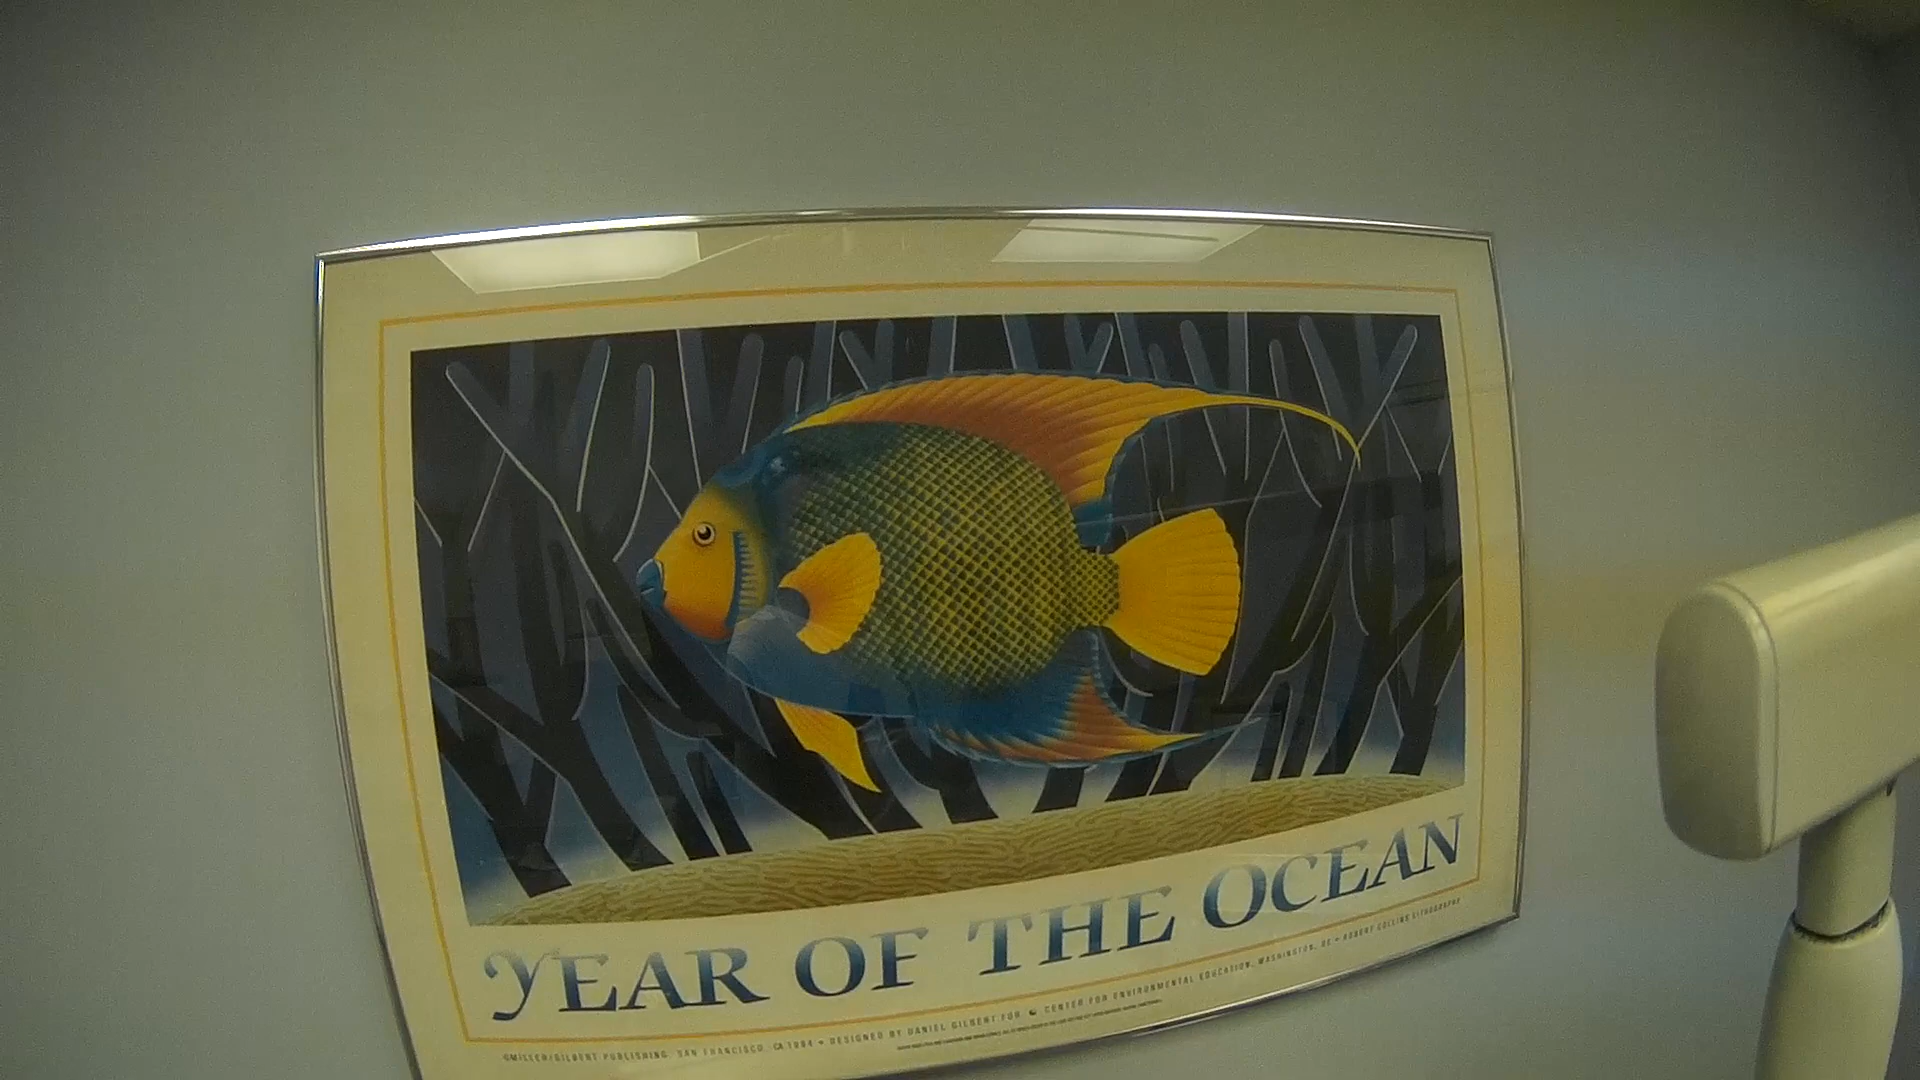 YEAR OF THE OCEAN
©MILLER/GILBERT PUBLISHING, SAN FRANCISCO, CA 1984 • DESIGNED BY DANIEL GILBERT FOR CENTER FOR ENVIRONMENTAL EDUCATION, WASHINGTON, DC • ROBERT COLLINS LITHOGRAPHY